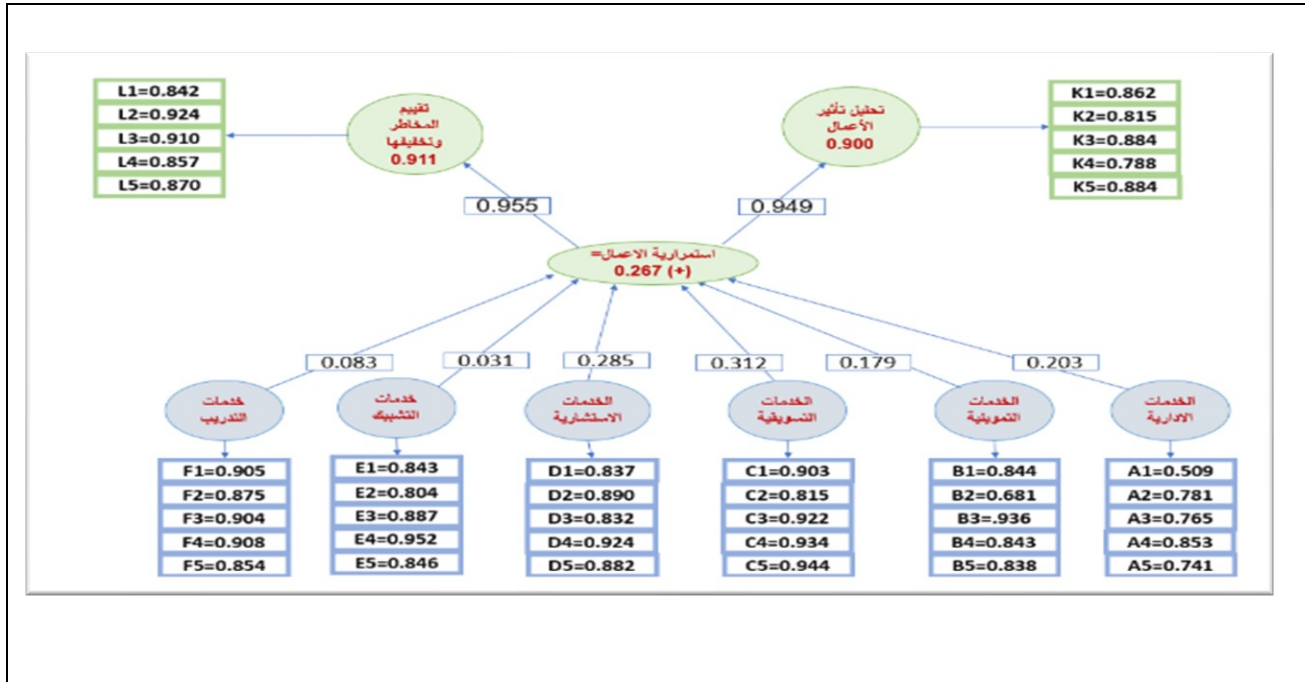 L1=0.842
L2=0.924
L3=0.910
L4=0.857
L5=0.870
تقييم
المخاطر
وتخفيفها
0.911
تحليل تأثير
الأعمال
0.900
K1=0.862
K2=0.815
K3=0.884
K4=0.788
K5=0.884
0.955
0.949
استمرارية الاعمال=
0.267 (+)
0.083
0.031
0.285
0.312
0.179
0.203
خدمات
التدريب
خدمات
التشبيك
الخدمات
الاستشارية
الخدمات
التسويقية
الخدمات
التمويلية
الخدمات
الادارية
F1=0.905
F2=0.875
F3=0.904
F4=0.908
F5=0.854
E1=0.843
E2=0.804
E3=0.887
E4=0.952
E5=0.846
D1=0.837
D2=0.890
D3=0.832
D4=0.924
D5=0.882
C1=0.903
C2=0.815
C3=0.922
C4=0.934
C5=0.944
B1=0.844
B2=0.681
B3=.936
B4=0.843
B5=0.838
A1=0.509
A2=0.781
A3=0.765
A4=0.853
A5=0.741